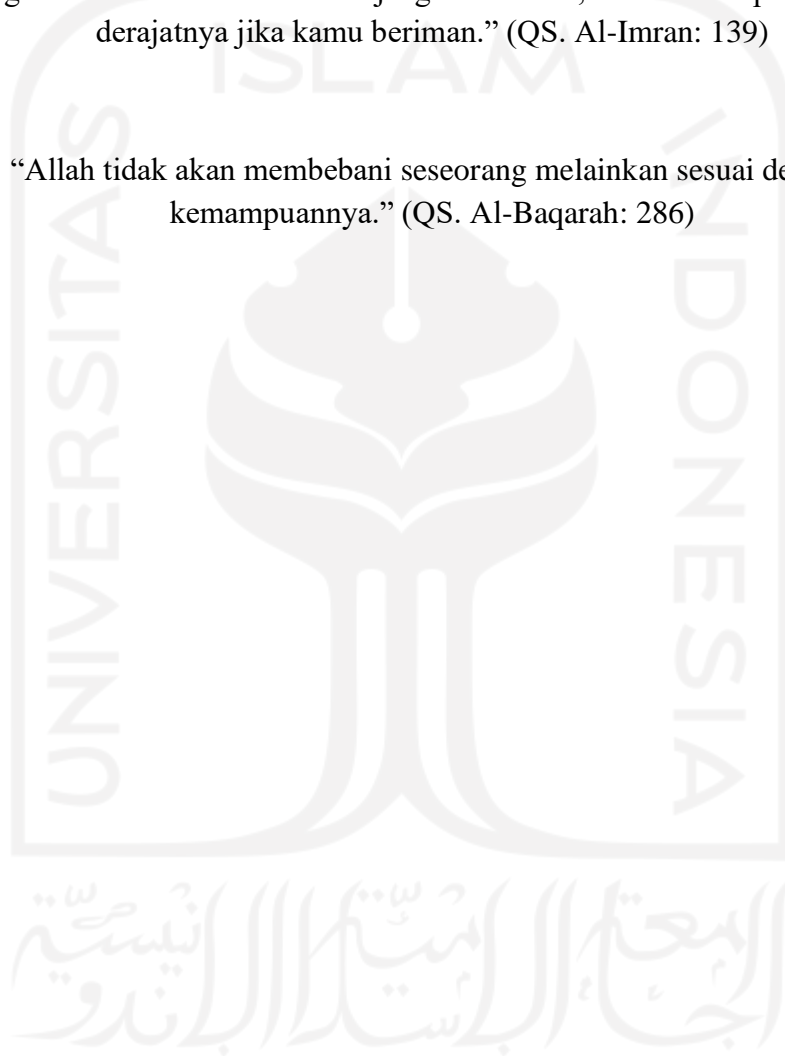 derajatnya jika kamu beriman.” (QS. Al-Imran: 139)
“Allah tidak akan membebani seseorang melainkan sesuai
kemampuannya.” (QS. Al-Baqarah: 286)
UNIVERSITAS
ISLAM
INDONESIA